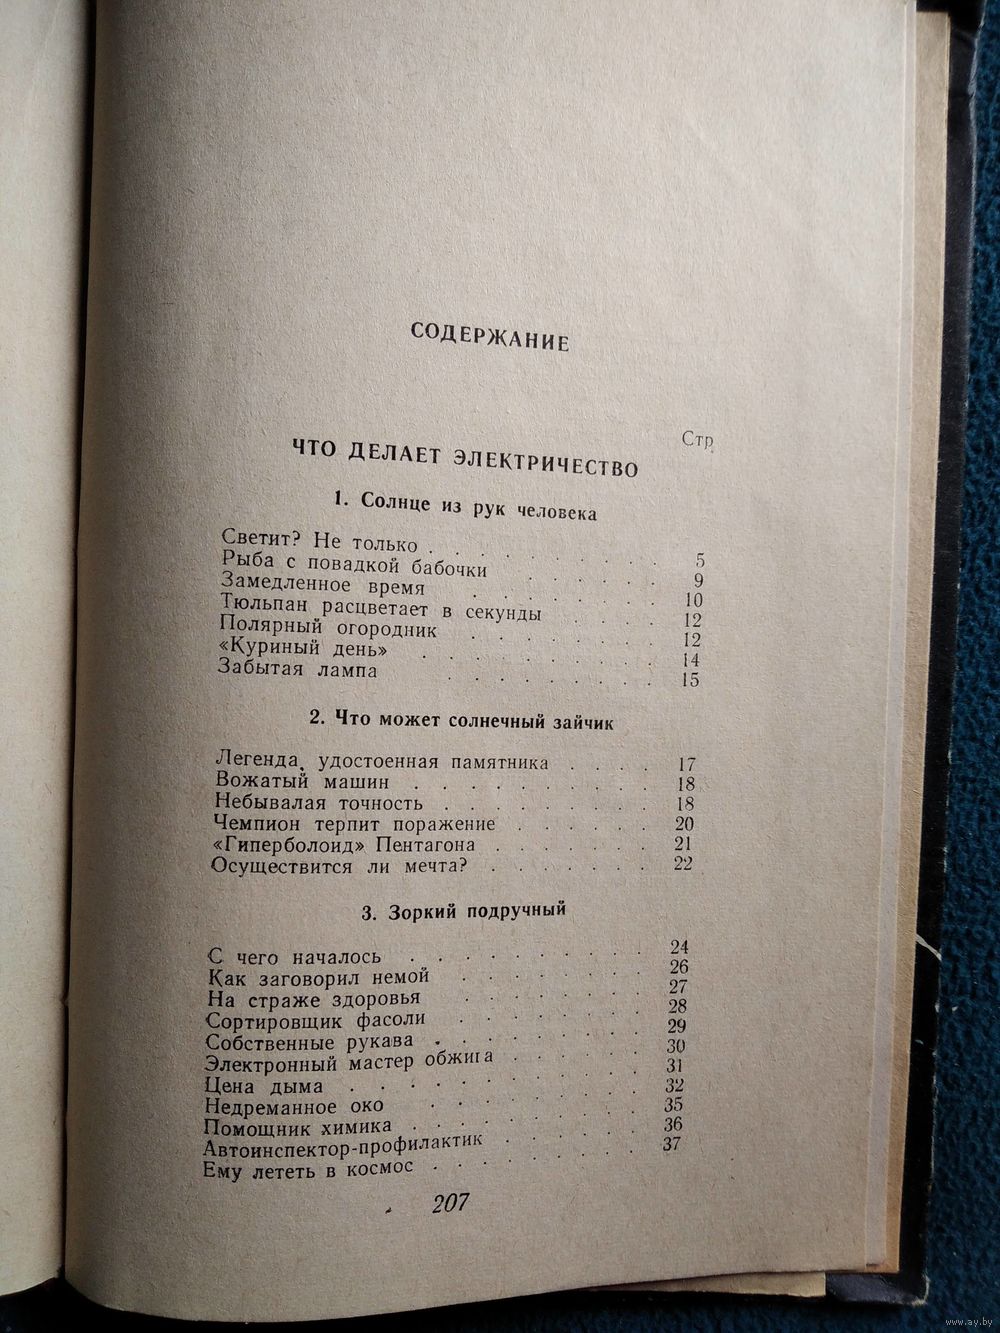 СОДЕРЖАНИЕ
Стр
ЧТО ДЕЛАЕТ ЭЛЕКТРИЧЕСТВО
1. Солнце из рук человека
Светит? Не только . . . . . . . . 5
Рыба с повадкой бабочки . . . . . . 9
Замедленное время . . . . . . . . 10
Тюльпан расцветает в секунды . . . . 12
Полярный огородник . . . . . . . . 12
«Куриный день» . . . . . . . . . 14
Забытая лампа . . . . . . . . . 15
2. Что может солнечный зайчик
Легенда, удостоенная памятника . . . . 17
Вожатый машин . . . . . . . . . . 18
Небывалая точность . . . . . . . . 18
Чемпион терпит поражение . . . . . . 20
«Гиперболоид» Пентагона . . . . . . . 21
Осуществится ли мечта? . . . . . . . 22
3. Зоркий подручный
С чего началось . . . . . . . . . 24
Как заговорил немой . . . . . . . . 26
На страже здоровья . . . . . . . . 27
Сортировщик фасоли . . . . . . . . 28
Собственные рукава . . . . . . . . 29
Электронный мастер обжига . . . . . . 30
Цена дыма . . . . . . . . . . 31
Недреманное око . . . . . . . . 32
Помощник химика . . . . . . . . 35
Автоинспектор-профилактик . . . . . . 36
Ему лететь в космос . . . . . . . . 37
207
www.ay.by